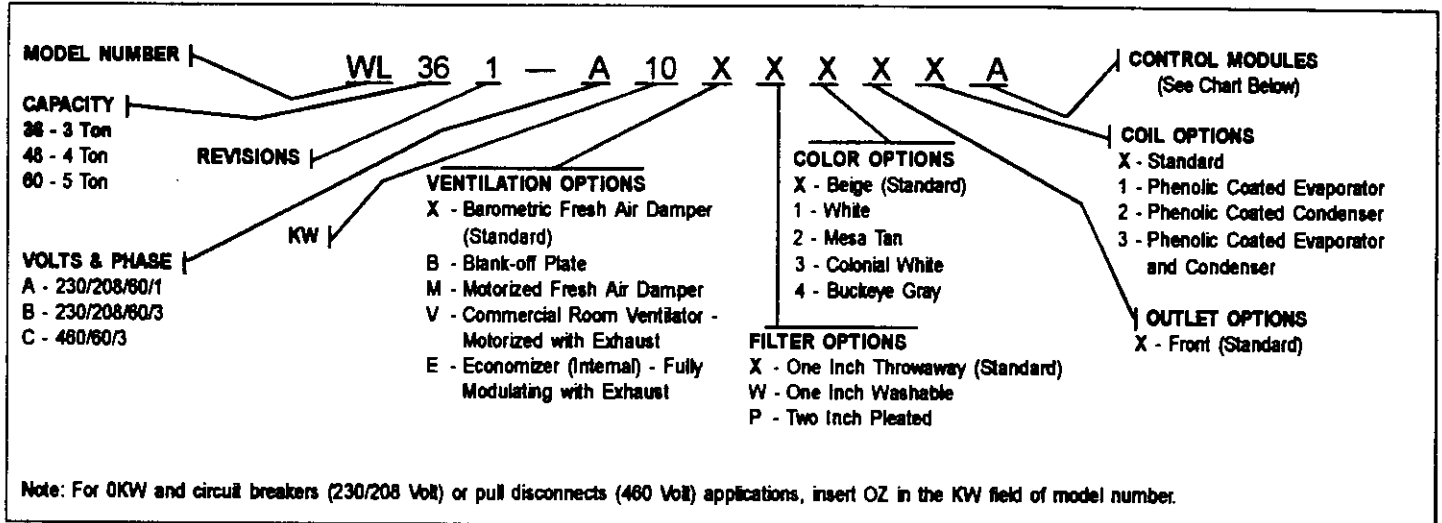 MODEL NUMBER
WL 36 1 — A 10 X X X X X A
CONTROL MODULES
(See Chart Below)
CAPACITY
36 - 3 Ton
48 - 4 Ton
60 - 5 Ton
REVISIONS
KW
VOLTS & PHASE
A - 230/208/60/1
B - 230/208/60/3
C - 460/60/3
VENTILATION OPTIONS
X - Barometric Fresh Air Damper
(Standard)
B - Blank-off Plate
M - Motorized Fresh Air Damper
V - Commercial Room Ventilator -
Motorized with Exhaust
E - Economizer (Internal) - Fully
Modulating with Exhaust
COLOR OPTIONS
X - Beige (Standard)
1 - White
2 - Mesa Tan
3 - Colonial White
4 - Buckeye Gray
FILTER OPTIONS
X - One Inch Throwaway (Standard)
W - One Inch Washable
P - Two Inch Pleated
COIL OPTIONS
X - Standard
1 - Phenolic Coated Evaporator
2 - Phenolic Coated Condenser
3 - Phenolic Coated Evaporator
and Condenser
OUTLET OPTIONS
X - Front (Standard)
Note: For 0KW and circuit breakers (230/208 Volt) or pull disconnects (460 Volt) applications, insert OZ in the KW field of model number.